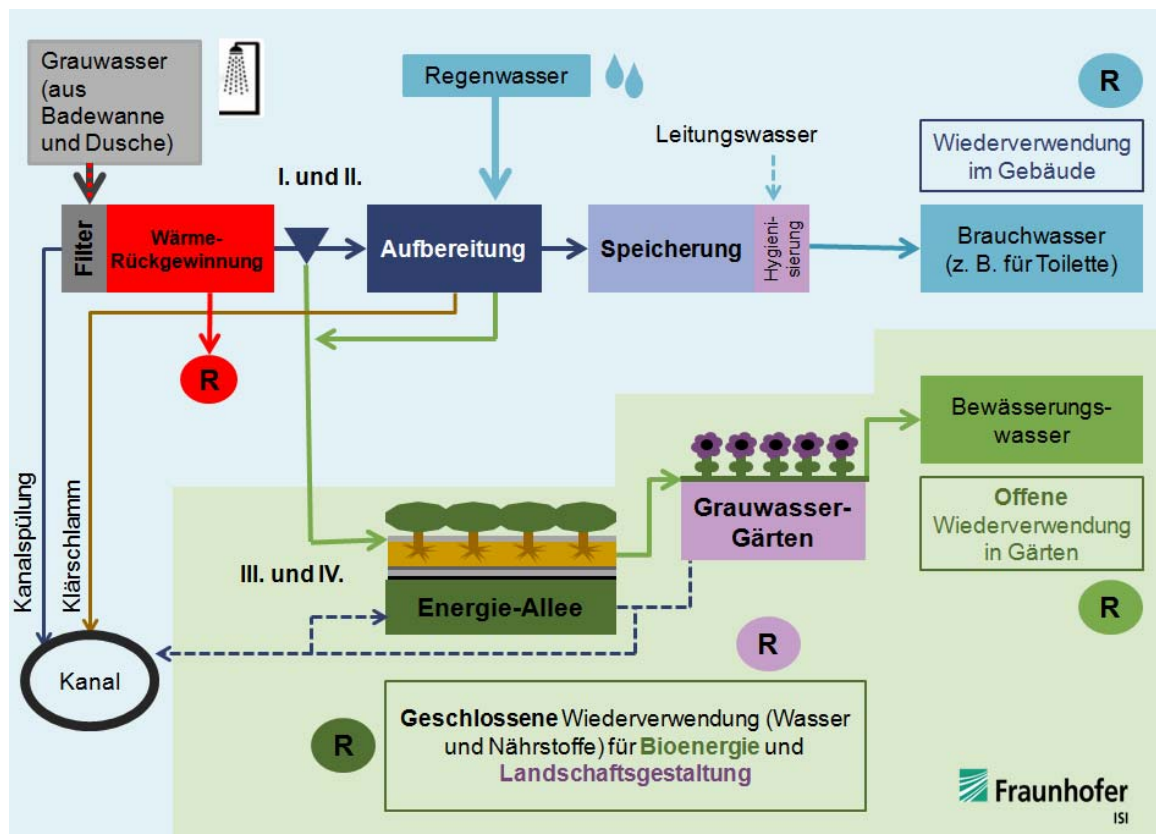 Grauwasser
(aus
Badewanne
und Dusche)
Regenwasser
R
Leitungswasser
Wiederverwendung
im Gebäude
I. und II.
Filter
Wärme-
Rückgewinnung
Aufbereitung
Speicherung
Hygieni-
sierung
Brauchwasser
(z. B. für Toilette)
R
Bewässerungs-
wasser
Kanalspülung
Klärschlamm
Grauwasser-
Gärten
Offene
Wiederverwendung
in Gärten
III. und IV.
Energie-Allee
R
R
Kanal
R
Geschlossene Wiederverwendung (Wasser
und Nährstoffe) für Bioenergie und
Landschaftsgestaltung
Fraunhofer
ISI